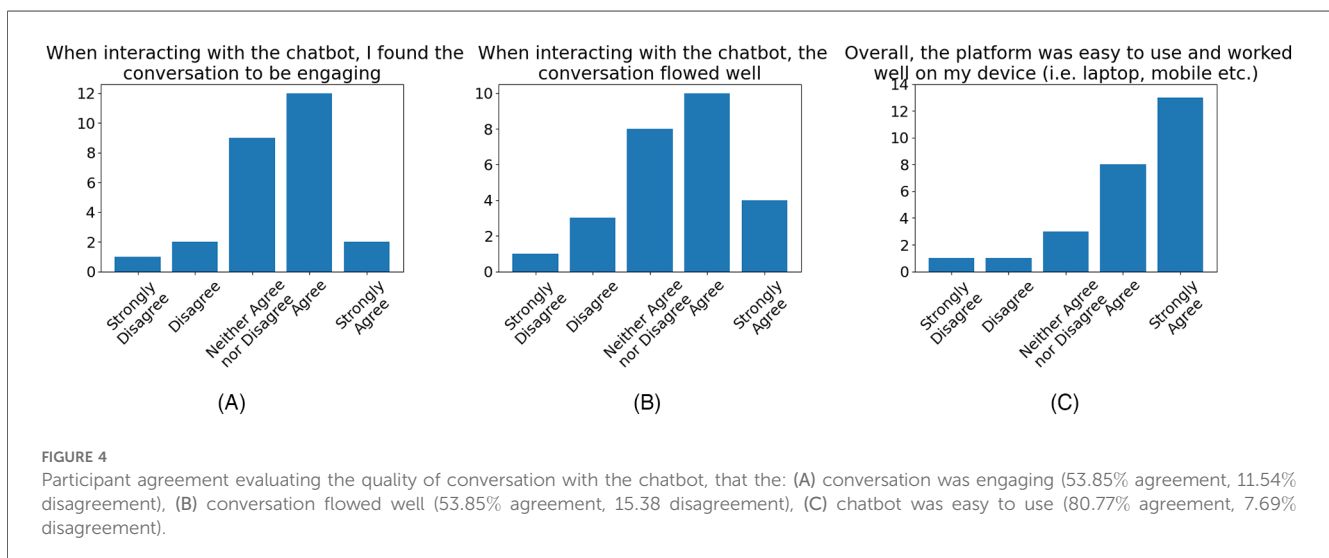 When interacting with the chatbot, I found the
conversation to be engaging
12
10
8
6
4
2
0
Strongly
Disagree
Disagree
Neither Agree
nor Disagree
Agree
Strongly
Agree
(A)
When interacting with the chatbot, the
conversation flowed well
10
8
6
4
2
0
Strongly
Disagree
Disagree
Neither Agree
nor Disagree
Agree
Strongly
Agree
(B)
Overall, the platform was easy to use and worked
well on my device (i.e. laptop, mobile etc.)
14
12
10
8
6
4
2
0
Strongly
Disagree
Disagree
Neither Agree
nor Disagree
Agree
Strongly
Agree
(C)
FIGURE 4
Participant agreement evaluating the quality of conversation with the chatbot, that the: (A) conversation was engaging (53.85% agreement, 11.54%
disagreement), (B) conversation flowed well (53.85% agreement, 15.38 disagreement), (C) chatbot was easy to use (80.77% agreement, 7.69%
disagreement).